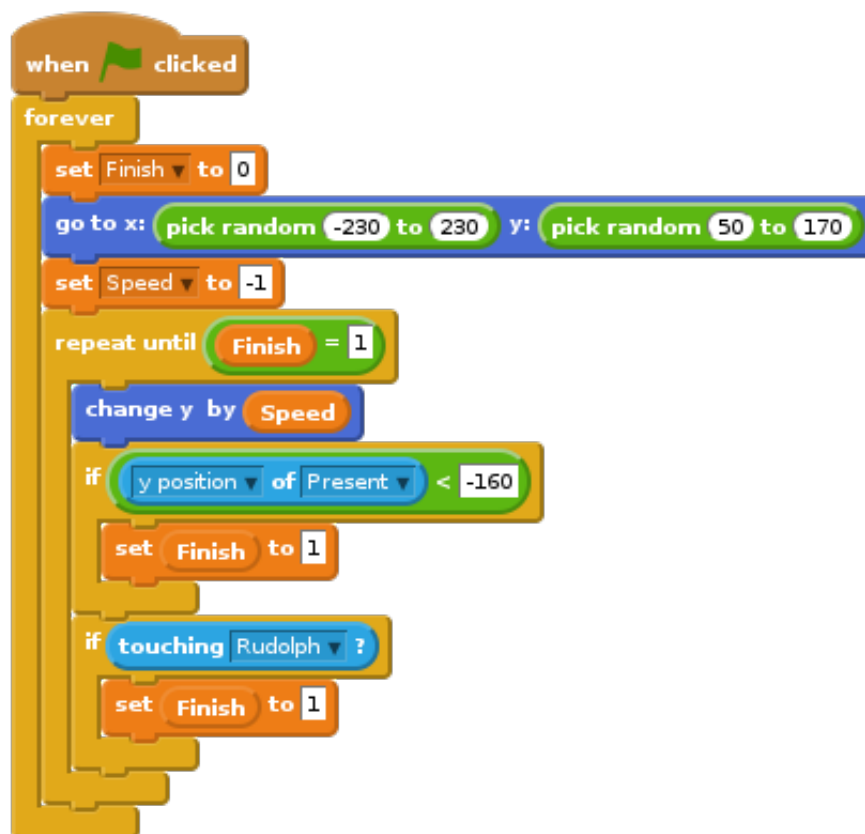 when clicked
forever
set Finish to 0
go to x: pick random -230 to 230 y: pick random 50 to 170
set Speed to -1
repeat until Finish = 1
change y by Speed
if y position of Present < -160
set Finish to 1
if touching Rudolph ?
set Finish to 1